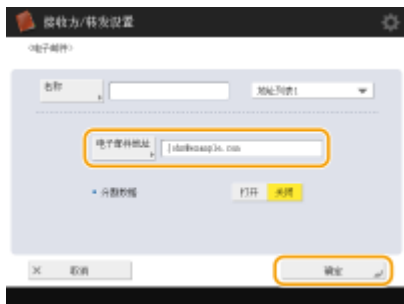 接收方/转发设置
<电子邮件>
名称
地址列表1
电子邮件地址
john@example.com
分割数据
打开
关闭
取消
确定